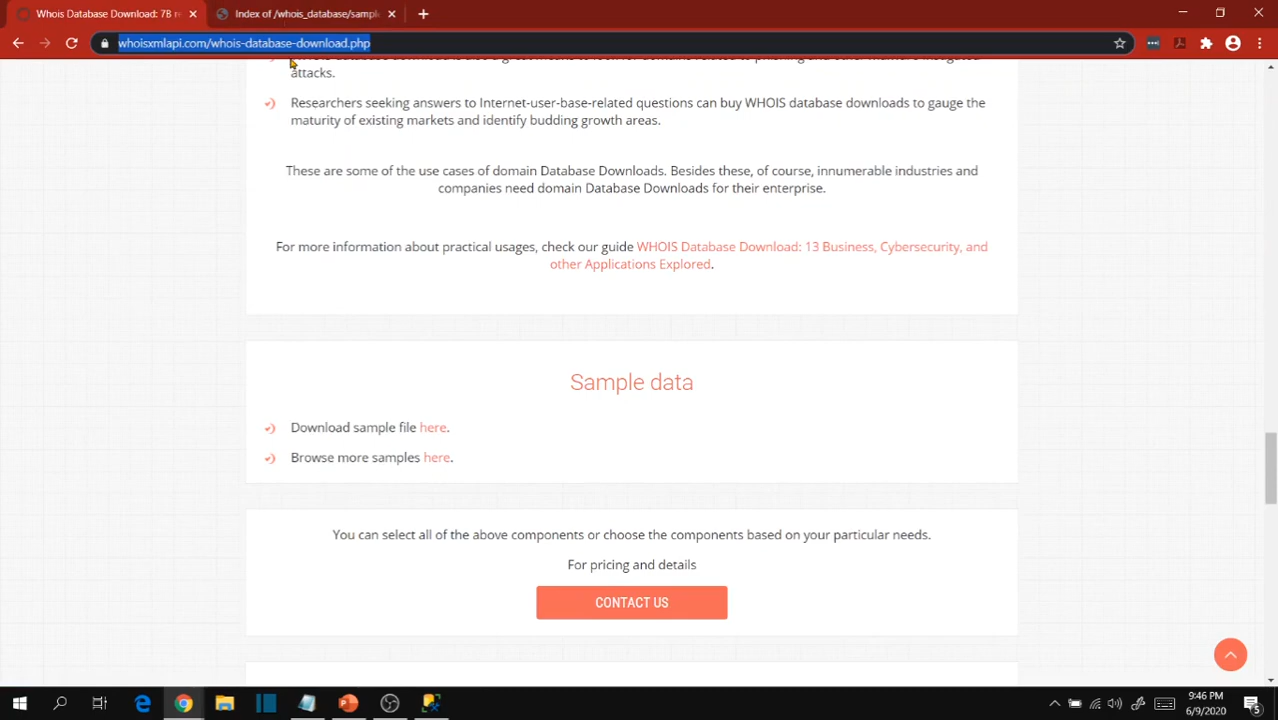 Whois Database Download: 7B r
Index of /whois_database/sampl
whoisxmlapi.com/whois-database-download.php
attacks.
Researchers seeking answers to Internet-user-base-related questions can buy WHOIS database downloads to gauge the
maturity of existing markets and identify budding growth areas.
These are some of the use cases of domain Database Downloads. Besides these, of course, innumerable industries and
companies need domain Database Downloads for their enterprise.
For more information about practical usages, check our guide WHOIS Database Download: 13 Business, Cybersecurity, and
other Applications Explored.
Sample data
Download sample file here.
Browse more samples here.
You can select all of the above components or choose the components based on your particular needs.
For pricing and details
CONTACT US
9:46 PM
6/9/2020
5